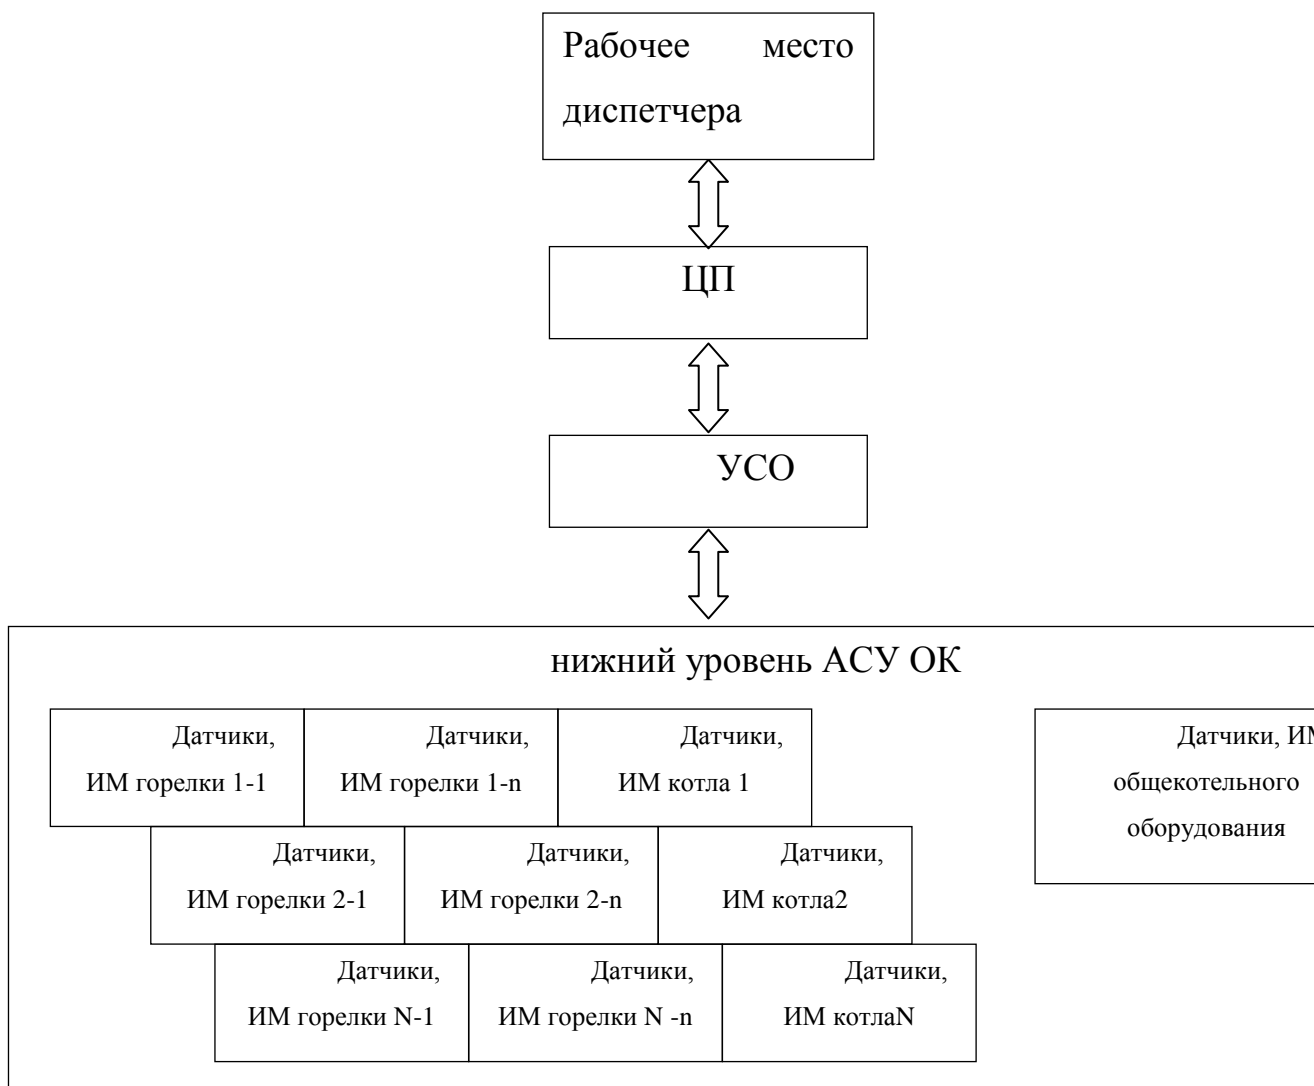 Рабочее место
диспетчера
ЦП
УСО
нижний уровень АСУ ОК
Датчики,
ИМ горелки 1-1
Датчики,
ИМ горелки 1-n
Датчики,
ИМ котла 1
Датчики, ИМ
общекотельного
оборудования
Датчики,
ИМ горелки 2-1
Датчики,
ИМ горелки 2-n
Датчики,
ИМ котла2
Датчики,
ИМ горелки N-1
Датчики,
ИМ горелки N -n
Датчики,
ИМ котлаN